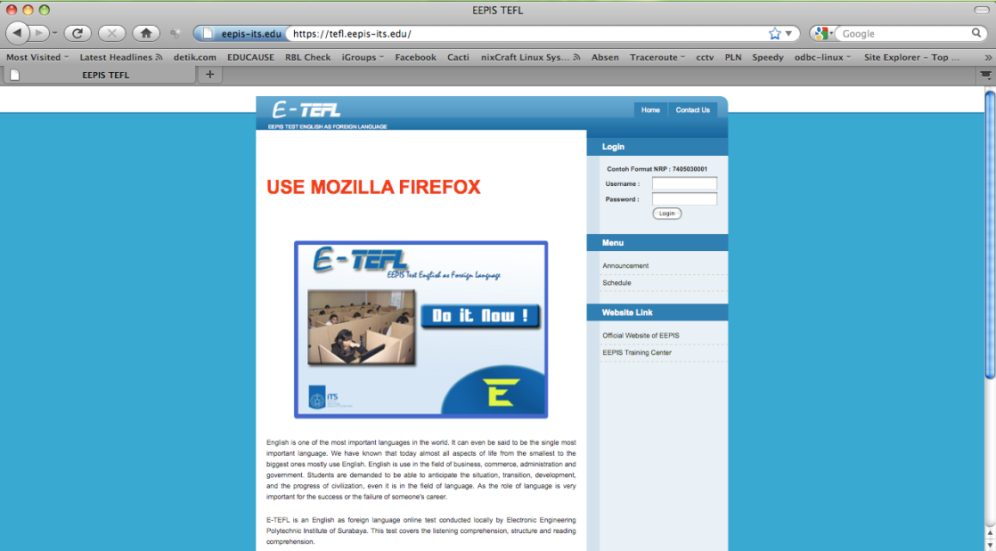 EEPIS TEFL
eepis-its.edu https://tefl.eepis-its.edu/
Google
Most Visited Latest Headlines detik.com EDUCAUSE RBL Check iGroups Facebook Cacti nixCraft Linux Sys... Absen Traceroute cctv PLN Speedy odbc-linux Site Explorer - Top ...
EEPIS TEFL
E-TEFL
EEPIS TEST ENGLISH AS FOREIGN LANGUAGE
Home Contact Us
USE MOZILLA FIREFOX
E-TEFL
EEPIS Test English as Foreign Language
Do it Now !
E
ITS
English is one of the most important languages in the world. It can even be said to be the single most
important language. We have known that today almost all aspects of life from the smallest to the
biggest ones mostly use English. English is use in the field of business, commerce, administration and
government. Students are demanded to be able to anticipate the situation, transition, development,
and the progress of civilization, even it is in the field of language. As the role of language is very
important for the success or the failure of someone's career.
E-TEFL is an English as foreign language online test conducted locally by Electronic Engineering
Polytechnic Institute of Surabaya. This test covers the listening comprehension, structure and reading
comprehension.
Login
Contoh Format NRP : 7405030001
Username :
Password :
Login
Menu
Announcement
Schedule
Website Link
Official Website of EEPIS
EEPIS Training Center